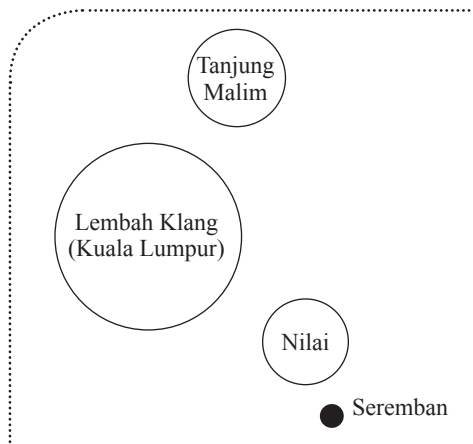 Tanjung
Malim
Lembah Klang
(Kuala Lumpur)
Nilai
Seremban